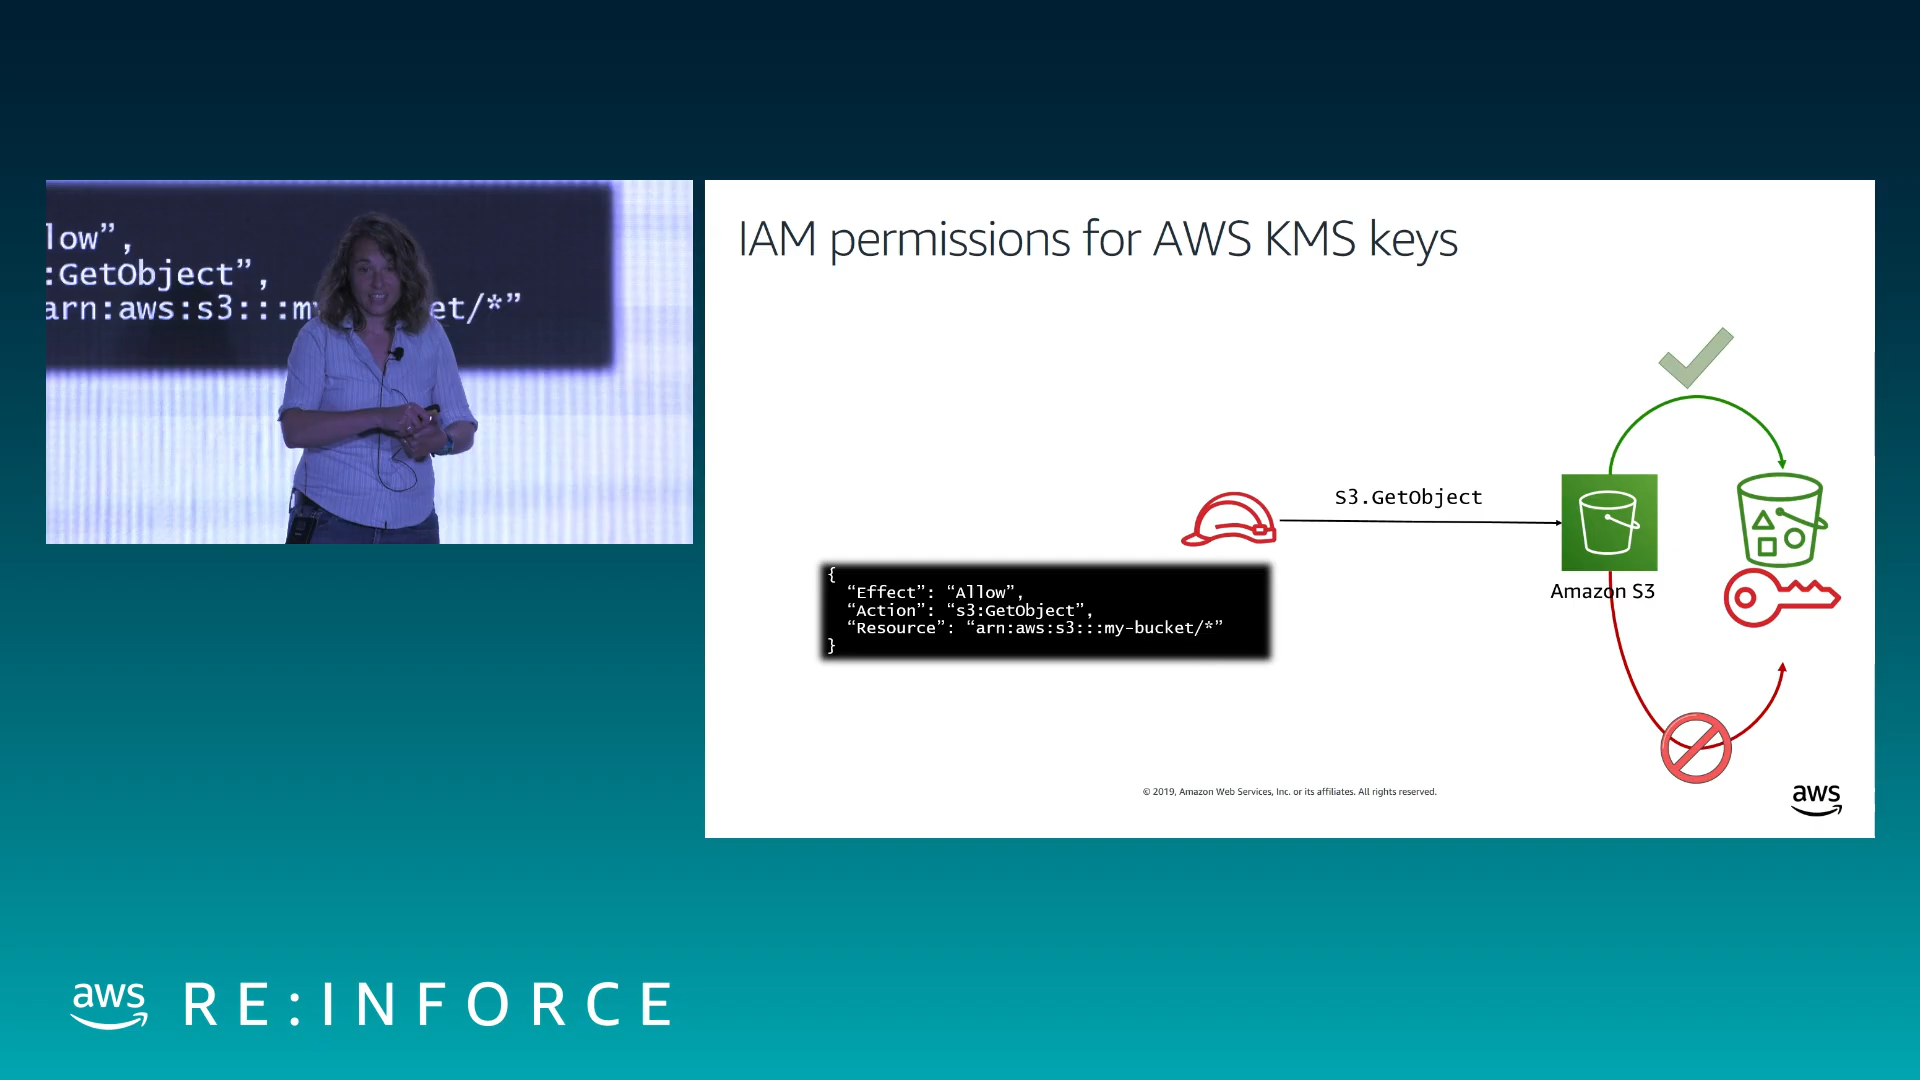 low”,
:GetObject”,
arn:aws:s3:::my et/*”
IAM permissions for AWS KMS keys
S3.GetObject
Amazon S3
{
“Effect”: “Allow”,
“Action”: “s3:GetObject”,
“Resource”: “arn:aws:s3:::my-bucket/*”
}
© 2019, Amazon Web Services, Inc. or its affiliates. All rights reserved.
aws
aws RE:INFORCE